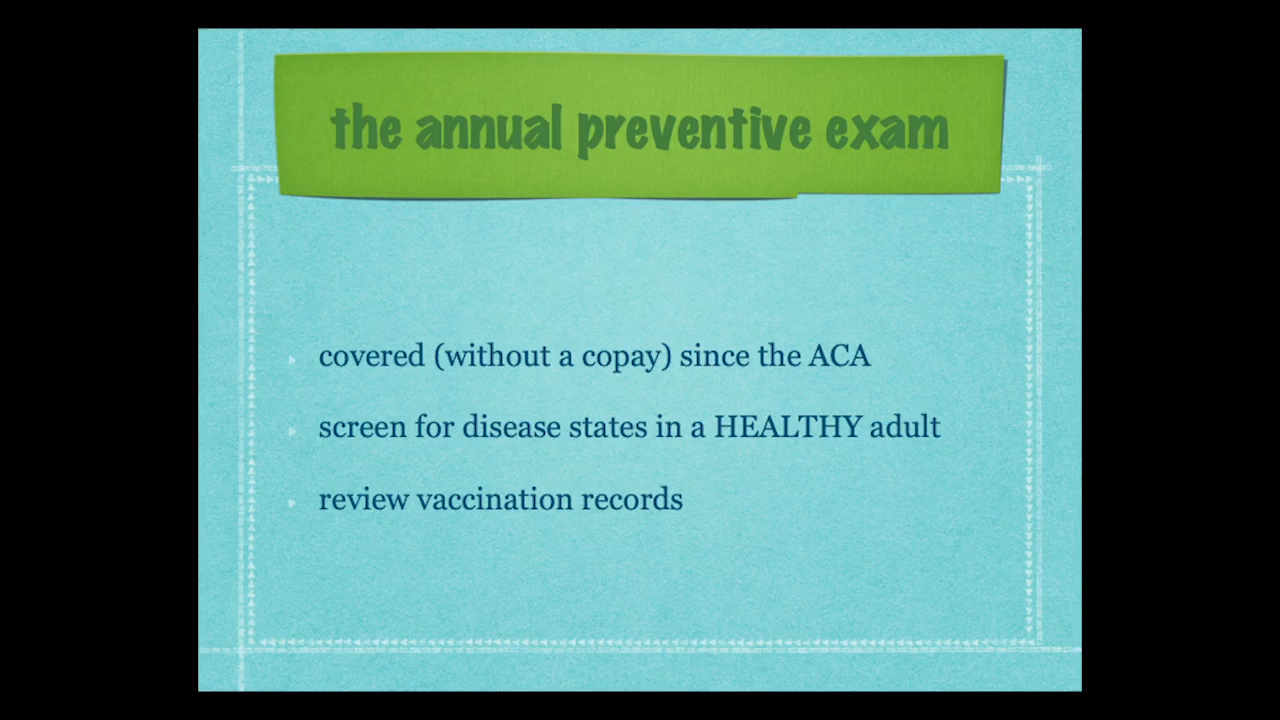 the annual preventive exam
covered (without a copay) since the ACA
screen for disease states in a HEALTHY adult
review vaccination records